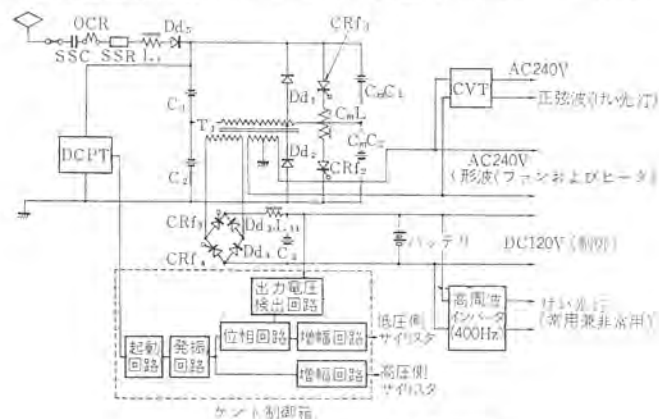 OCR
Dd₅
SSC SSR L₁
CRf₃
Dd₁
CₘL
CₘC₁
CₘC₂
Dd₂
CRf₂
C₁
T₁
C₂
DCPT
CVT
AC240V
正弦波(けい光灯)
AC240V
(形波(ファンおよびヒータ)
CRf₃
Dd₃
L₁₁
CRf₄
Dd₄
C₃
バッテリ
DC120V (制御)
出力電圧
検出回路
高周波
インバータ
(400Hz)
けい光灯
(常用兼非常用)
起動
回路
発振
回路
位相回路
増幅回路
低圧側
サイリスタ
増幅回路
高圧側
サイリスタ
ゲート制御箱